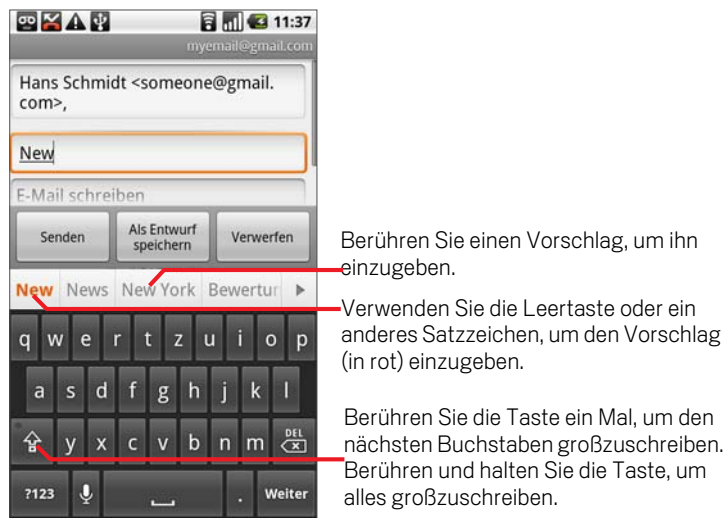 11:37
myemail@gmail.com
Hans Schmidt <someone@gmail.
com>,
New
E-Mail schreiben
Senden
Als Entwurf
speichern
Verwerfen
New News New York Bewertun
q w e r t z u i o p
a s d f g h j k l
y x c v b n m DEL
?123 . Weiter
Berühren Sie einen Vorschlag, um ihn
einzugeben.
Verwenden Sie die Leertaste oder ein
anderes Satzzeichen, um den Vorschlag
(in rot) einzugeben.
Berühren Sie die Taste ein Mal, um den
nächsten Buchstaben großzuschreiben.
Berühren und halten Sie die Taste, um
alles großzuschreiben.